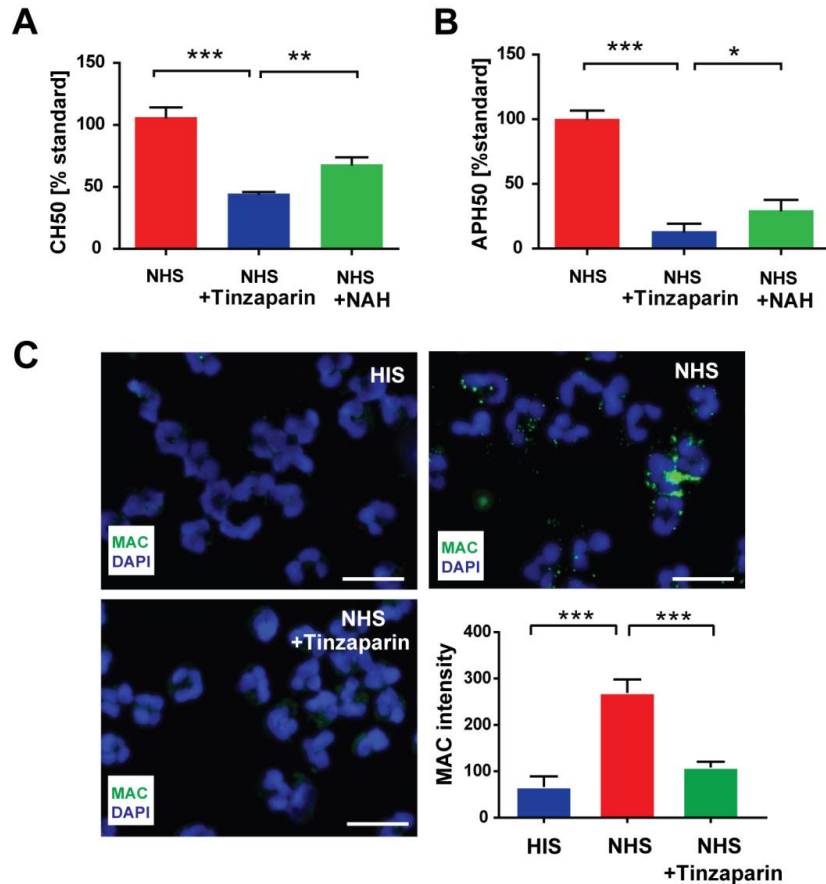 A
*** **
CH50 [% standard]
150
100
50
0
NHS NHS NHS
+Tinzaparin +NAH
B
*** *
APH50 [%standard]
150
100
50
0
NHS NHS NHS
+Tinzaparin +NAH
C
HIS
MAC
DAPI
NHS
MAC
DAPI
NHS
+Tinzaparin
MAC
DAPI
*** ***
MAC intensity
400
300
200
100
0
HIS NHS NHS
+Tinzaparin